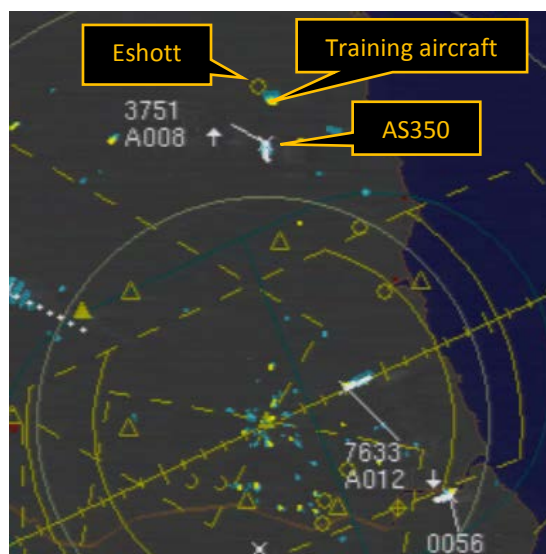 Eshott
Training aircraft
3751
A008 ↑
AS350
7633
A012 ↓
0056